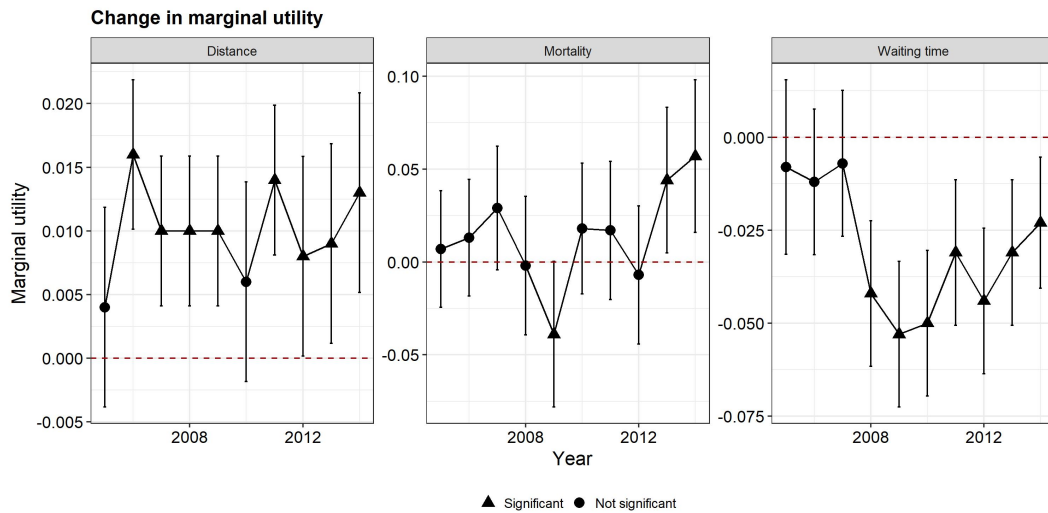 Change in marginal utility
Distance
Mortality
Waiting time
Marginal utility
0.020
0.015
0.010
0.005
0.000
-0.005
0.10
0.05
0.00
-0.05
0.000
-0.025
-0.050
-0.075
2008 2012
2008 2012
2008 2012
Year
Significant Not significant